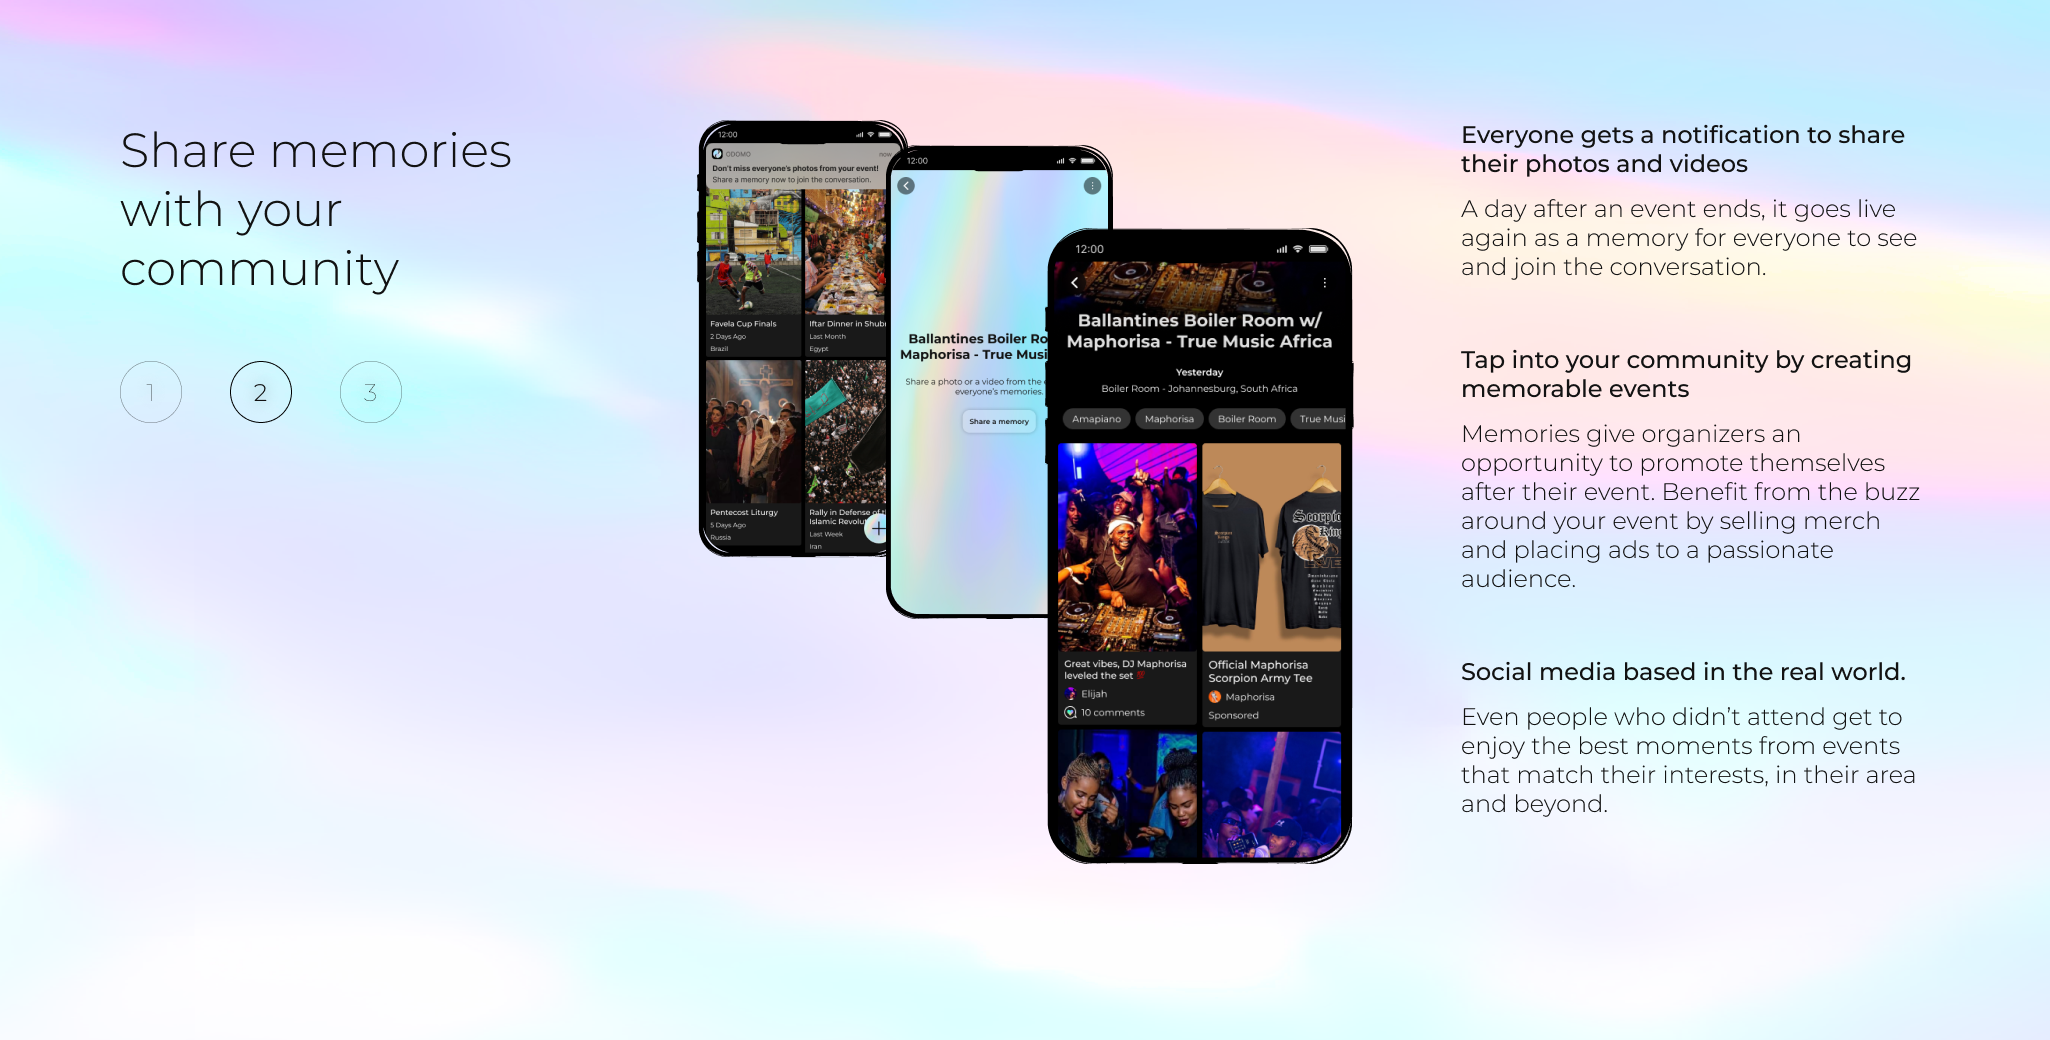 Share memories
with your
community
1
2
3
12:00
ODOMO
now
Don't miss everyone's photos from your event!
Share a memory now to join the conversation.
Favela Cup Finals
2 Days Ago
Brazil
Iftar Dinner in Shub
Last Month
Egypt
Pentecost Liturgy
5 Days Ago
Russia
Rally in Defense of
Islamic Revolut
Last Week
Iran
12:00
Ballantines Boiler Ro
Maphorisa - True Musi
Share a photo or a video from the
everyone's memories.
Share a memory
12:00
Ballantines Boiler Room w/
Maphorisa - True Music Africa
Yesterday
Boiler Room - Johannesburg, South Africa
Amapiano
Maphorisa
Boiler Room
True Musi
Scorpio
King
LIVE
Great vibes, DJ Maphorisa
leveled the set 💯
Elijah
10 comments
Official Maphorisa
Scorpion Army Tee
Maphorisa
Sponsored
Everyone gets a notification to share
their photos and videos
A day after an event ends, it goes live
again as a memory for everyone to see
and join the conversation.
Tap into your community by creating
memorable events
Memories give organizers an
opportunity to promote themselves
after their event. Benefit from the buzz
around your event by selling merch
and placing ads to a passionate
audience.
Social media based in the real world.
Even people who didn't attend get to
enjoy the best moments from events
that match their interests, in their area
and beyond.